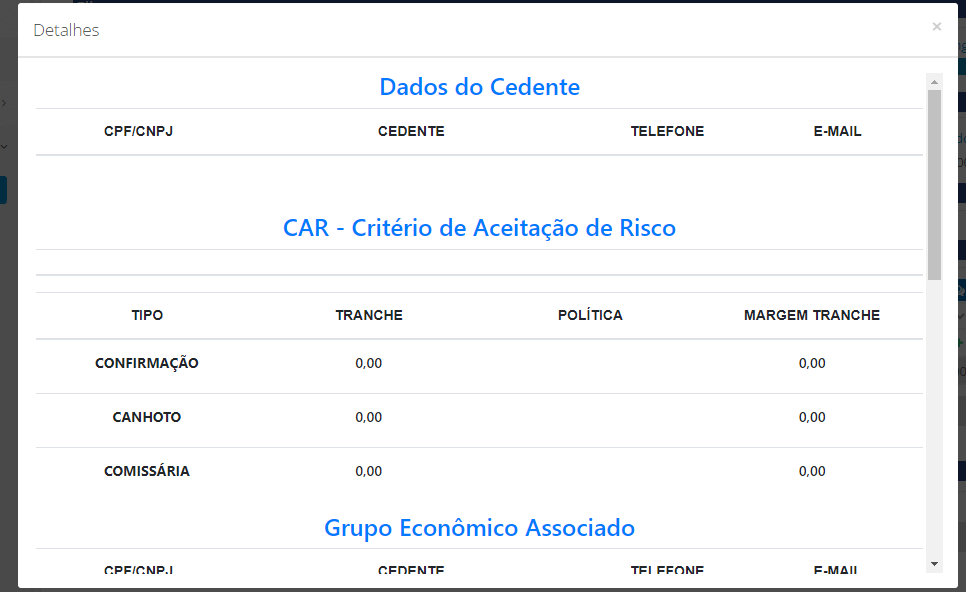 Detalhes ×
Dados do Cedente
CPF/CNPJ CEDENTE TELEFONE E-MAIL
CAR - Critério de Aceitação de Risco
TIPO TRANCHE POLÍTICA MARGEM TRANCHE
CONFIRMAÇÃO 0,00 0,00
CANHOTO 0,00 0,00
COMISSÁRIA 0,00 0,00
Grupo Econômico Associado
CPF/CNPJ CEDENTE TELEFONE E-MAIL